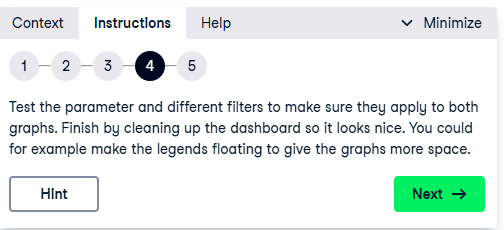 Context Instructions Help Minimize
1 2 3 4 5
Test the parameter and different filters to make sure they apply to both
graphs. Finish by cleaning up the dashboard so it looks nice. You could
for example make the legends floating to give the graphs more space.
Hint Next →